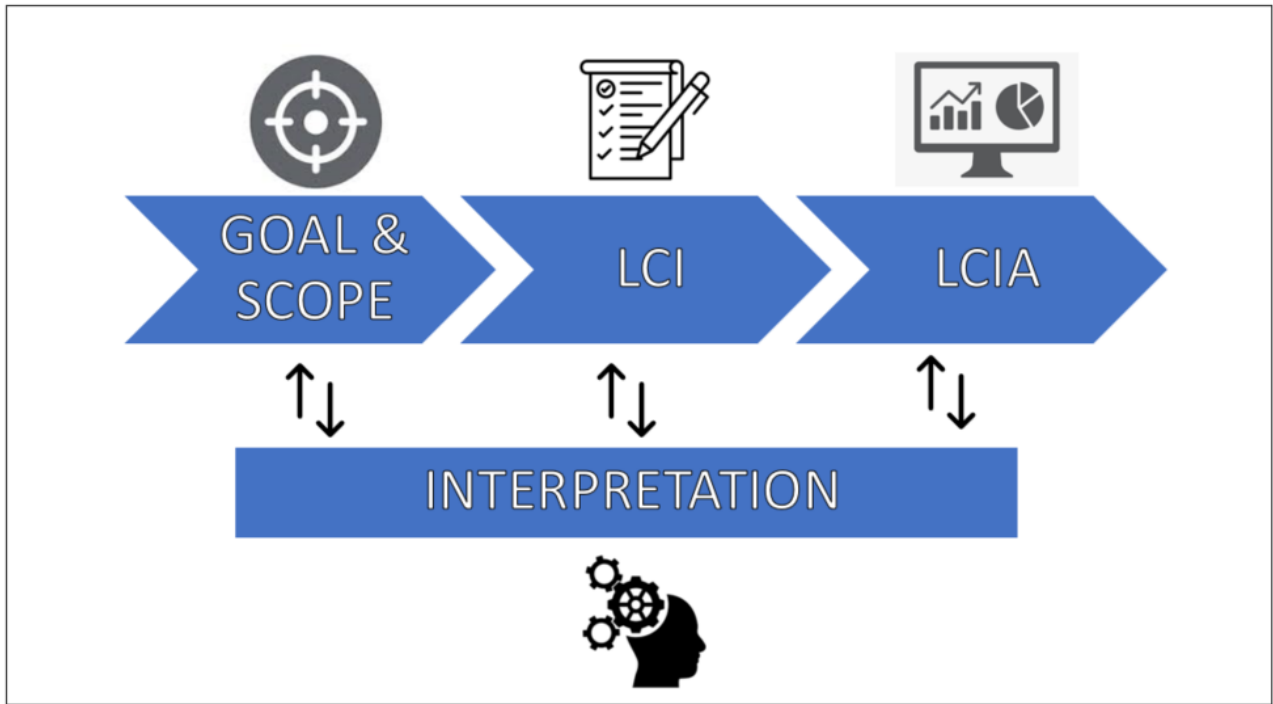 GOAL &
SCOPE
LCI
LCIA
INTERPRETATION